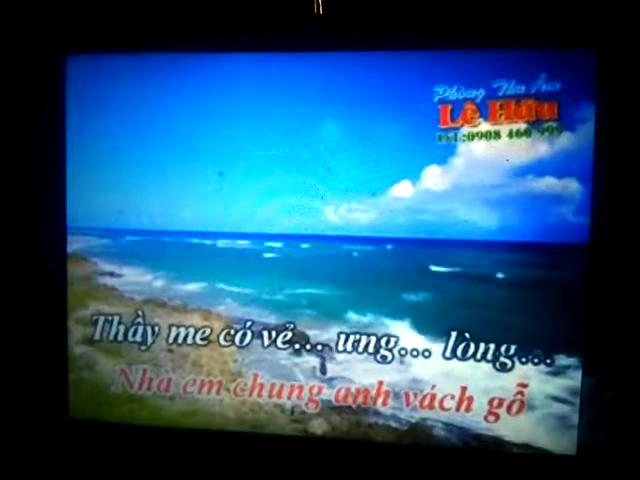 Phòng Thu Âm
Lê Hữu
ĐT:0908 460 999
Thầy me có vẻ... ưng... lòng...
Nhà em chung anh vách gỗ